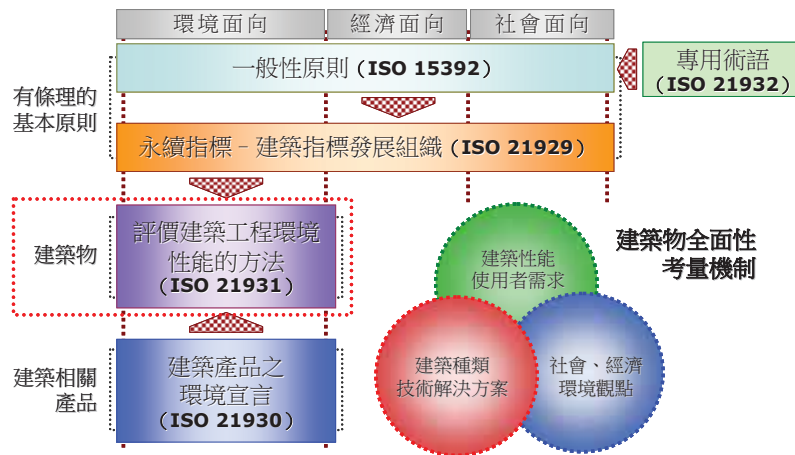 環境面向
經濟面向
社會面向
一般性原則（ISO 15392）
專用術語
（ISO 21932）
有條理的
基本原則
永續指標－建築指標發展組織（ISO 21929）
建築物
評價建築工程環境
性能的方法
（ISO 21931）
建築性能
使用者需求
建築物全面性
考量機制
建築種類
技術解決方案
社會、經濟
環境觀點
建築相關
產品
建築產品之
環境宣言
（ISO 21930）